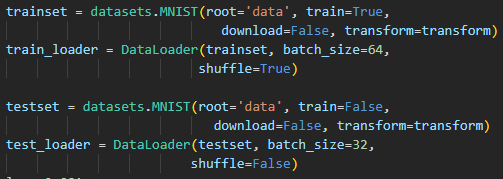 trainset = datasets.MNIST(root='data', train=True,
download=False, transform=transform)
train_loader = DataLoader(trainset, batch_size=64,
shuffle=True)
testset = datasets.MNIST(root='data', train=False,
download=False, transform=transform)
test_loader = DataLoader(testset, batch_size=32,
shuffle=False)